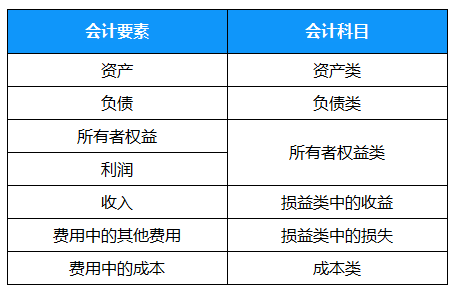 会计要素 会计科目
资产 资产类
负债 负债类
所有者权益 所有者权益类
利润
收入 损益类中的收益
费用中的其他费用 损益类中的损失
费用中的成本 成本类